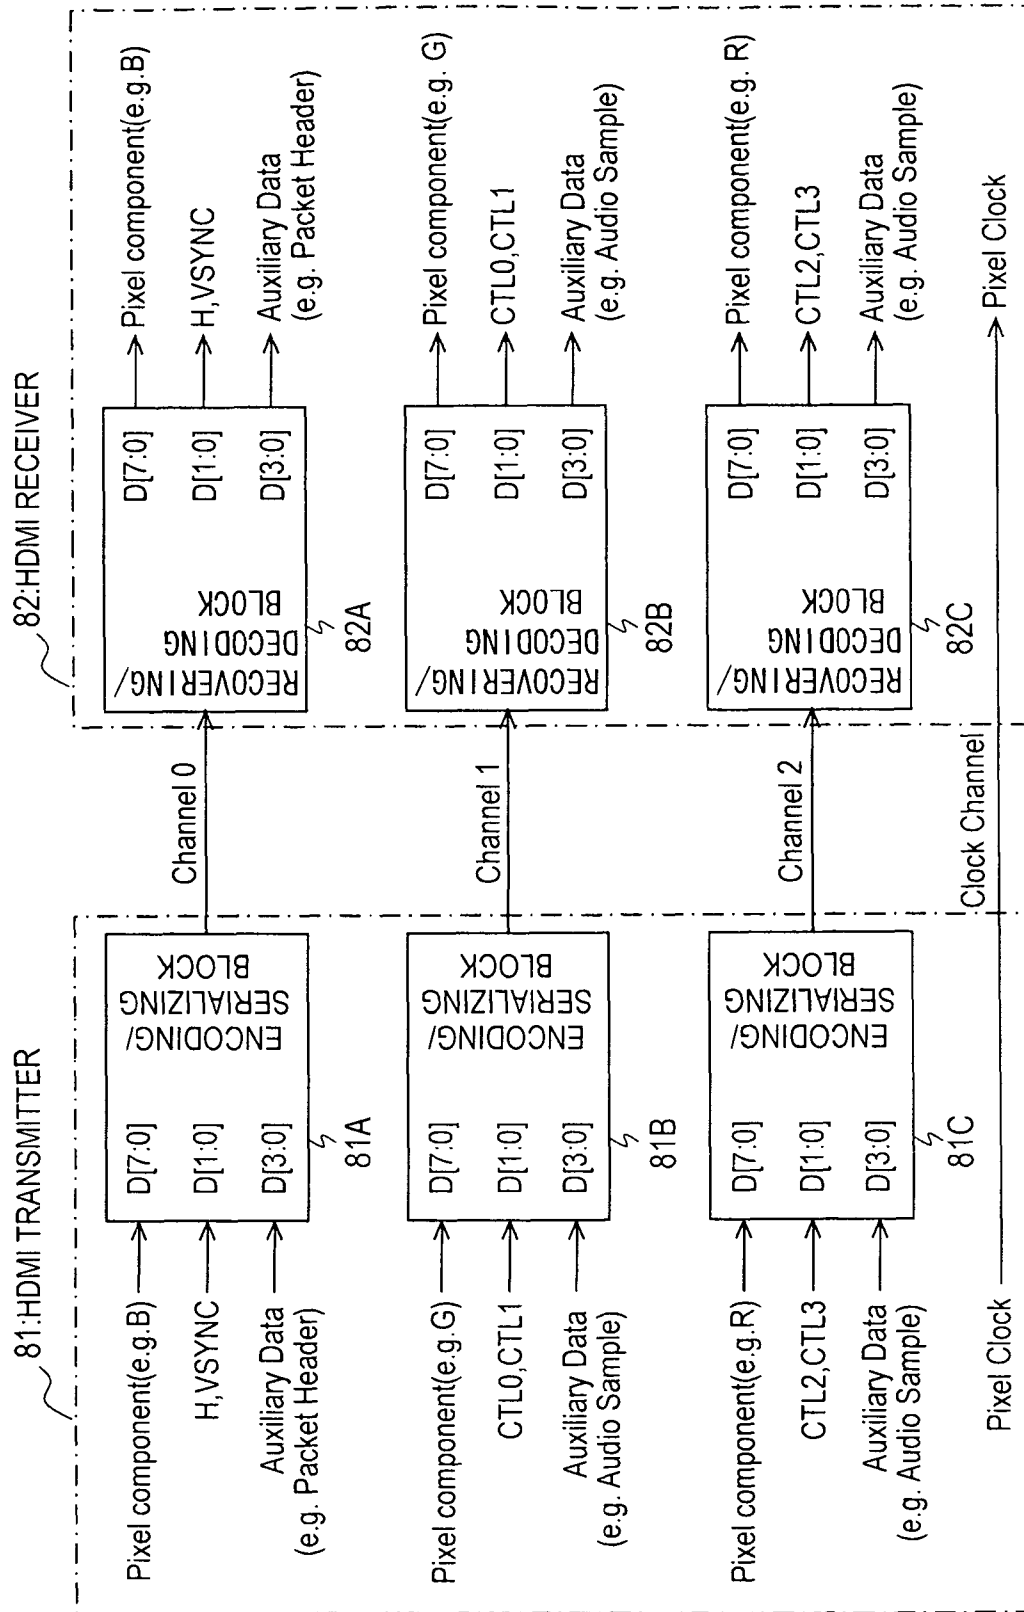 81:HDMI TRANSMITTER
82:HDMI RECEIVER
Pixel component(e.g.B)
H,VSYNC
Auxiliary Data
(e.g. Packet Header)
D[7:0]
D[1:0]
D[3:0]
ENCODING/
SERIALIZING
BLOCK
81A
Channel 0
RECOVERING/
DECODING
BLOCK
82A
D[7:0]
D[1:0]
D[3:0]
Pixel component(e.g.B)
H,VSYNC
Auxiliary Data
(e.g. Packet Header)
Pixel component(e.g.G)
CTL0,CTL1
Auxiliary Data
(e.g. Audio Sample)
D[7:0]
D[1:0]
D[3:0]
ENCODING/
SERIALIZING
BLOCK
81B
Channel 1
RECOVERING/
DECODING
BLOCK
82B
D[7:0]
D[1:0]
D[3:0]
Pixel component(e.g. G)
CTL0,CTL1
Auxiliary Data
(e.g. Audio Sample)
Pixel component(e.g.R)
CTL2,CTL3
Auxiliary Data
(e.g. Audio Sample)
D[7:0]
D[1:0]
D[3:0]
ENCODING/
SERIALIZING
BLOCK
81C
Channel 2
RECOVERING/
DECODING
BLOCK
82C
D[7:0]
D[1:0]
D[3:0]
Pixel component(e.g. R)
CTL2,CTL3
Auxiliary Data
(e.g. Audio Sample)
Pixel Clock
Clock Channel
Pixel Clock